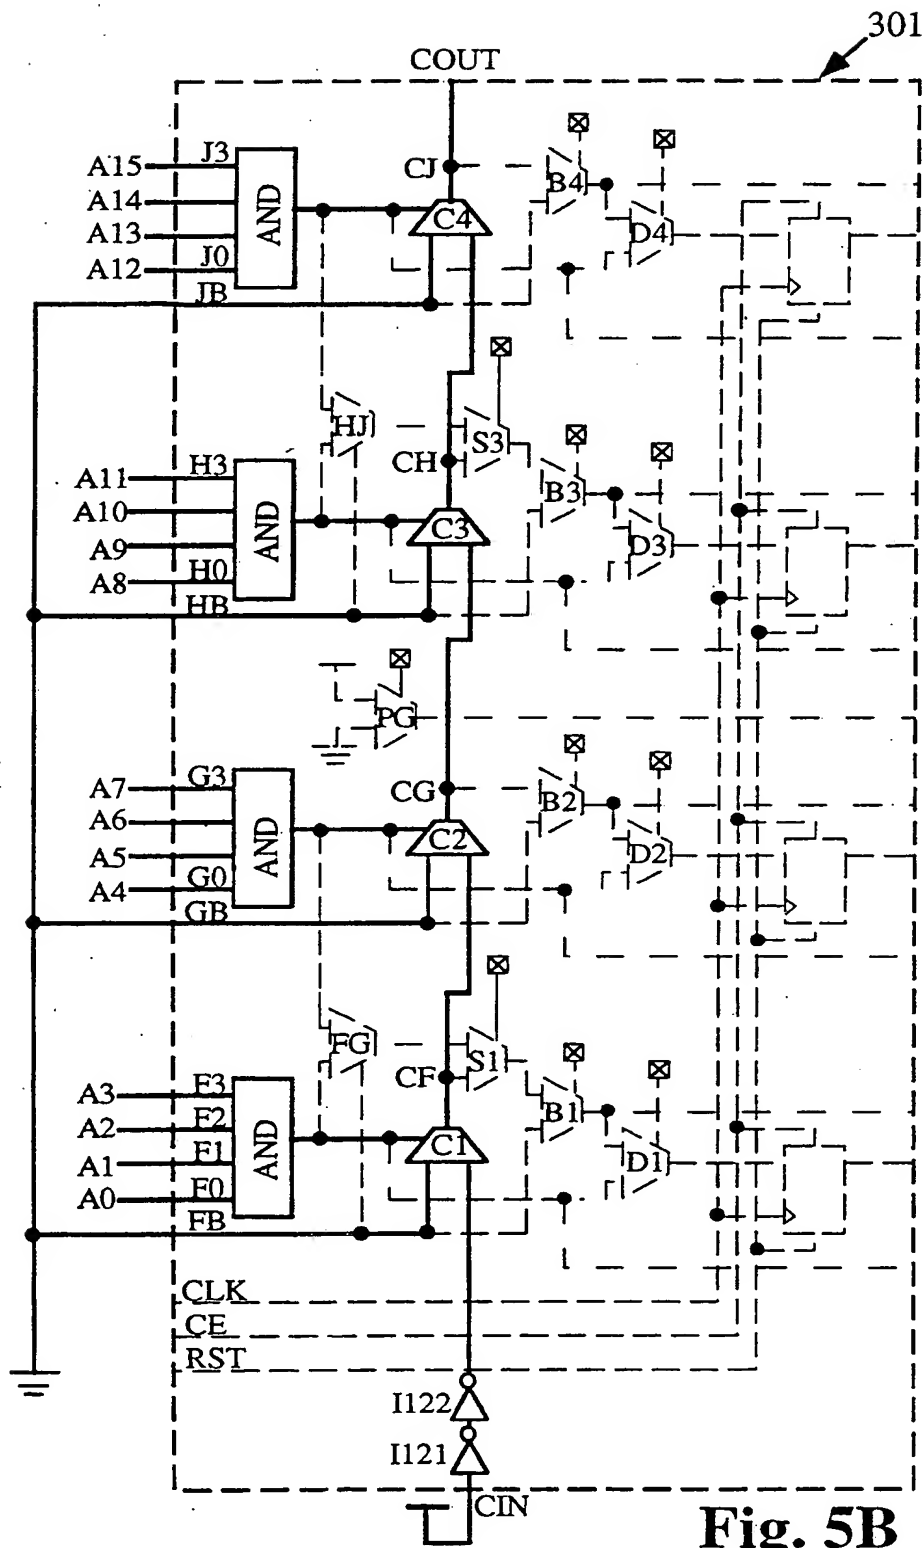 301
COUT
A15 J3
A14
A13
A12 J0
JB
AND
CJ
C4
B4
D4
HJ
S3
CH
A11 H3
A10
A9
A8 H0
HB
AND
C3
B3
D3
PG
CG
A7 G3
A6
A5
A4 G0
GB
AND
C2
B2
D2
FG
S1
CF
A3 F3
A2 F2
A1 F1
A0 F0
FB
AND
C1
B1
D1
CLK
CE
RST
I122
I121
CIN
Fig. 5B